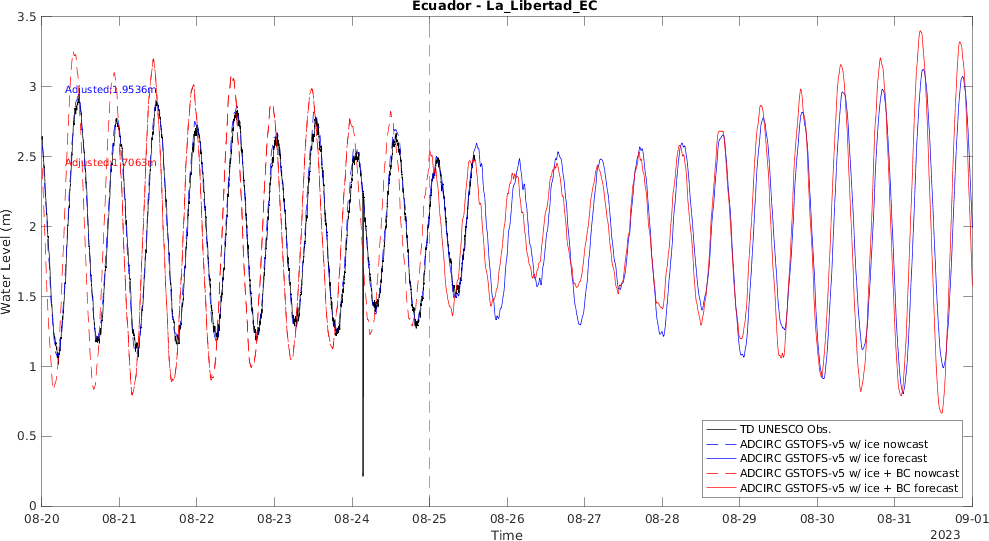 Ecuador - La_Libertad_EC
3.5
3
2.5
2
1.5
1
0.5
0
Water Level (m)
Adjusted:1.9536m
Adjusted:1.7063m
TD UNESCO Obs.
ADCIRC GSTOFS-v5 w/ ice nowcast
ADCIRC GSTOFS-v5 w/ ice forecast
ADCIRC GSTOFS-v5 w/ ice + BC nowcast
ADCIRC GSTOFS-v5 w/ ice + BC forecast
08-20 08-21 08-22 08-23 08-24 08-25 08-26 08-27 08-28 08-29 08-30 08-31 09-01
Time
2023